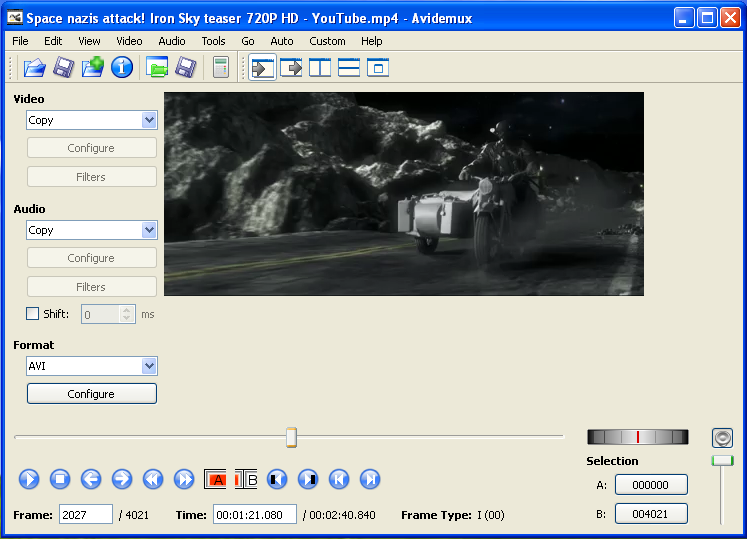 Space nazis attack! Iron Sky teaser 720P HD - YouTube.mp4 - Avidemux
File Edit View Video Audio Tools Go Auto Custom Help
Video
Copy
Configure
Filters
Audio
Copy
Configure
Filters
Shift: 0 ms
Format
AVI
Configure
Selection
A B
A: 000000
B: 004021
Frame: 2027 / 4021 Time: 00:01:21.080 / 00:02:40.840 Frame Type: I (00)